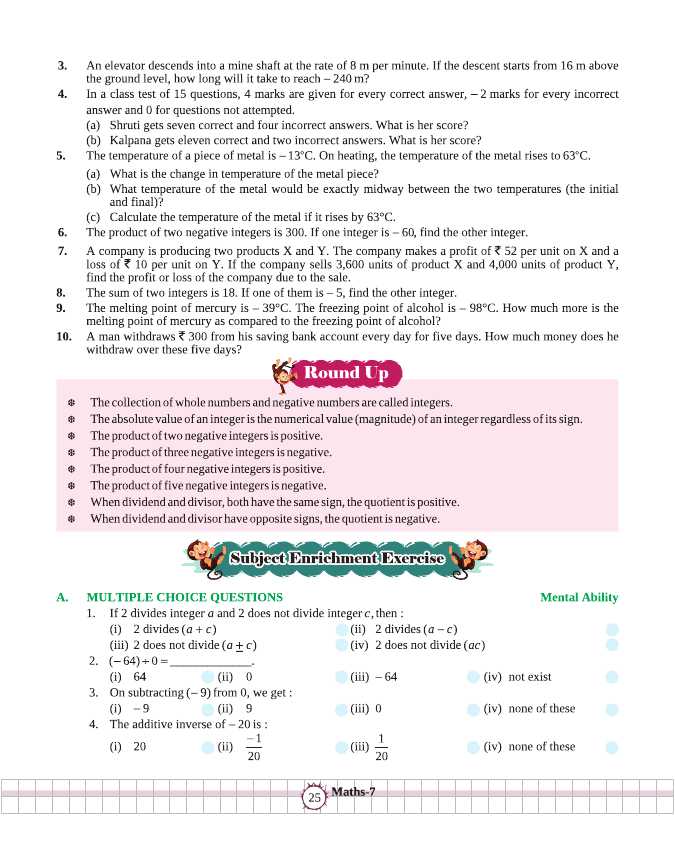 3. An elevator descends into a mine shaft at the rate of 8 m per minute. If the descent starts from 16 m above
the ground level, how long will it take to reach – 240 m?
4. In a class test of 15 questions, 4 marks are given for every correct answer, – 2 marks for every incorrect
answer and 0 for questions not attempted.
(a) Shruti gets seven correct and four incorrect answers. What is her score?
(b) Kalpana gets eleven correct and two incorrect answers. What is her score?
5. The temperature of a piece of metal is – 13°C. On heating, the temperature of the metal rises to 63°C.
(a) What is the change in temperature of the metal piece?
(b) What temperature of the metal would be exactly midway between the two temperatures (the initial
and final)?
(c) Calculate the temperature of the metal if it rises by 63°C.
6. The product of two negative integers is 300. If one integer is – 60, find the other integer.
7. A company is producing two products X and Y. The company makes a profit of ₹ 52 per unit on X and a
loss of ₹ 10 per unit on Y. If the company sells 3,600 units of product X and 4,000 units of product Y,
find the profit or loss of the company due to the sale.
8. The sum of two integers is 18. If one of them is – 5, find the other integer.
9. The melting point of mercury is – 39°C. The freezing point of alcohol is – 98°C. How much more is the
melting point of mercury as compared to the freezing point of alcohol?
10. A man withdraws ₹ 300 from his saving bank account every day for five days. How much money does he
withdraw over these five days?
Round Up
❆ The collection of whole numbers and negative numbers are called integers.
❆ The absolute value of an integer is the numerical value (magnitude) of an integer regardless of its sign.
❆ The product of two negative integers is positive.
❆ The product of three negative integers is negative.
❆ The product of four negative integers is positive.
❆ The product of five negative integers is negative.
❆ When dividend and divisor, both have the same sign, the quotient is positive.
❆ When dividend and divisor have opposite signs, the quotient is negative.
Subject Enrichment Exercise
A. MULTIPLE CHOICE QUESTIONS Mental Ability
1. If 2 divides integer a and 2 does not divide integer c, then :
(i) 2 divides (a + c) (ii) 2 divides (a – c)
(iii) 2 does not divide (a ± c) (iv) 2 does not divide (ac)
2. (– 64) ÷ 0 = ______________.
(i) 64 (ii) 0 (iii) – 64 (iv) not exist
3. On subtracting (– 9) from 0, we get :
(i) – 9 (ii) 9 (iii) 0 (iv) none of these
4. The additive inverse of – 20 is :
(i) 20 (ii) –1/20 (iii) 1/20 (iv) none of these
25 Maths-7